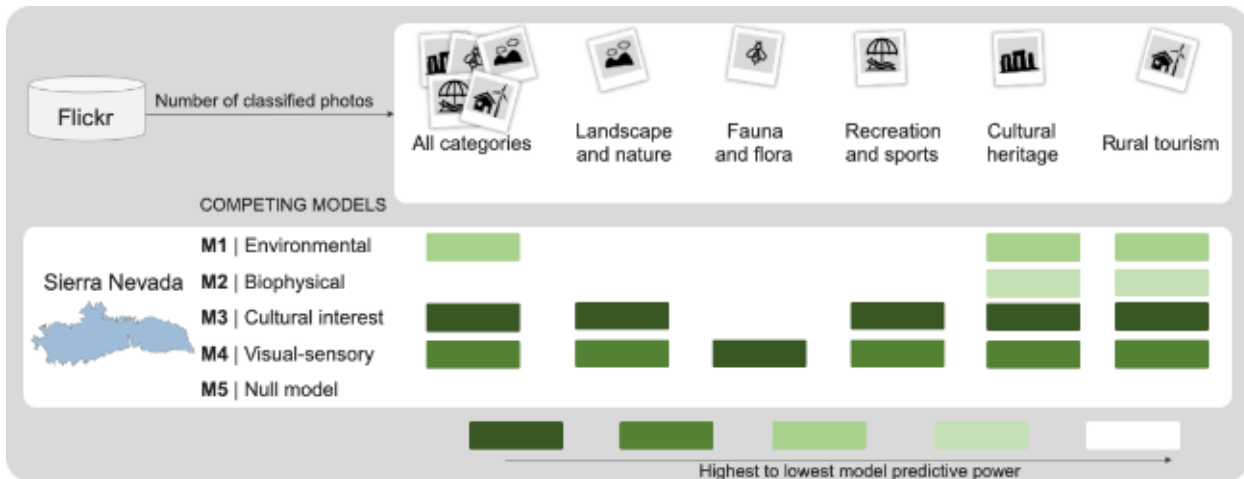 Flickr
Number of classified photos
All categories
Landscape
and nature
Fauna
and flora
Recreation
and sports
Cultural
heritage
Rural tourism
COMPETING MODELS
Sierra Nevada
M1 | Environmental
M2 | Biophysical
M3 | Cultural interest
M4 | Visual-sensory
M5 | Null model
Highest to lowest model predictive power